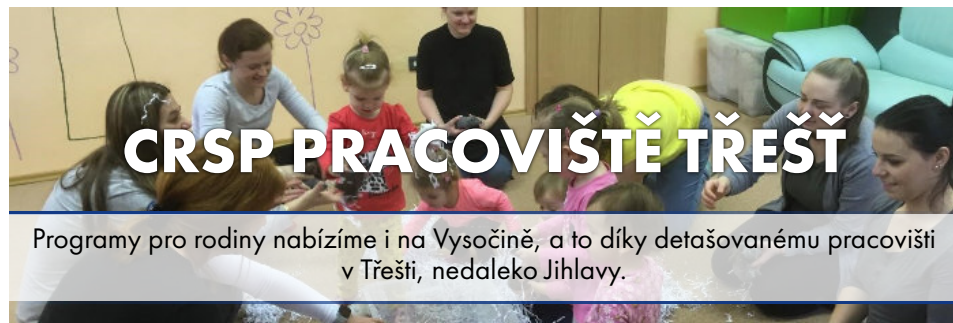 CRSP PRACOVIŠTĚ TŘEŠŤ
Programy pro rodiny nabízíme i na Vysočině, a to díky detašovanému pracovišti
v Třešti, nedaleko Jihlavy.